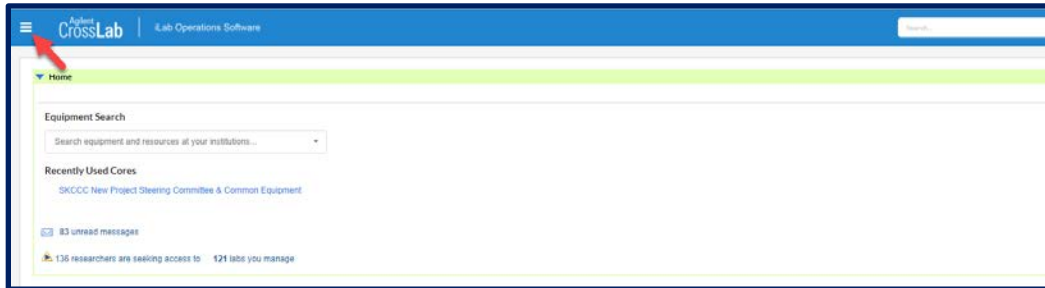 Agilent
CrossLab iLab Operations Software Search...
Home
Equipment Search
Search equipment and resources at your institutions...
Recently Used Cores
SKCCC New Project Steering Committee & Common Equipment
83 unread messages
136 researchers are seeking access to 121 labs you manage